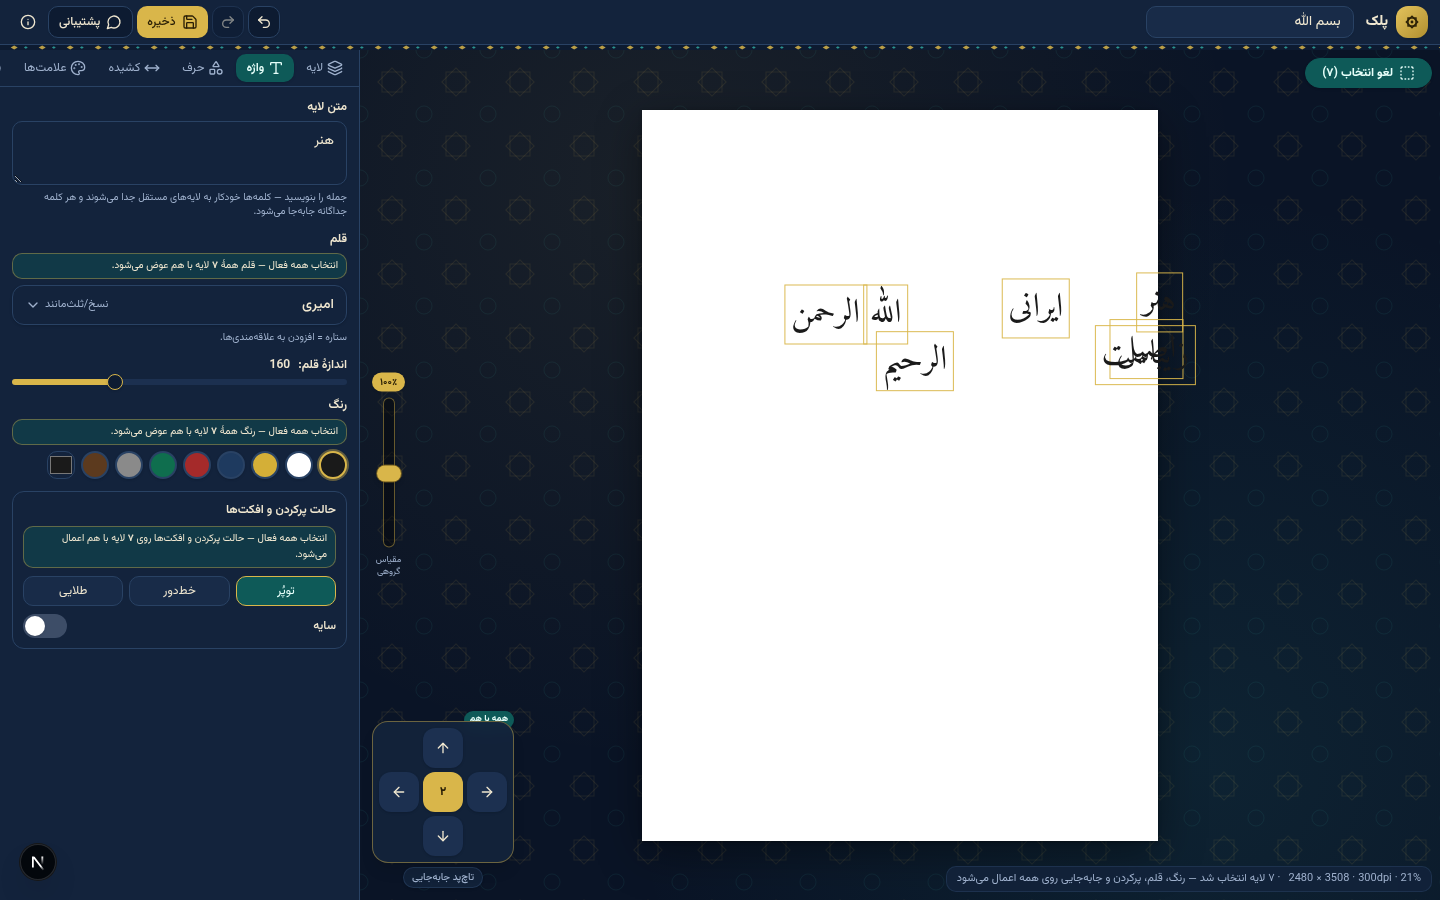 پلک
بسم الله
ذخیره
پشتیبانی
لغو انتخاب (۷)
لایه
واژه
حرف
کشیده
علامت‌ها
متن لایه
هنر
جمله را بنویسید — کلمه‌ها خودکار به لایه‌های مستقل جدا می‌شوند و هر کلمه
جداگانه جابه‌جا می‌شود.
قلم
انتخاب همه فعال — قلم همهٔ ۷ لایه با هم عوض می‌شود.
امیری
نسخ/ثلث‌مانند
ستاره = افزودن به علاقه‌مندی‌ها.
اندازهٔ قلم: 160
رنگ
انتخاب همه فعال — رنگ همهٔ ۷ لایه با هم عوض می‌شود.
حالت پرکردن و افکت‌ها
انتخاب همه فعال — حالت پرکردن و افکت‌ها روی ۷ لایه با هم اعمال
می‌شود.
توپُر
خط‌دور
طلایی
سایه
ایرانی
الله
الرحمن
الرحیم
۱۰۰٪
مقیاس
گروهی
همه با هم
۲
تاچ‌پد جابه‌جایی
2480 × 3508 · 300dpi · 21% · ۷ لایه انتخاب شد — رنگ، قلم، پرکردن و جابه‌جایی روی همه اعمال می‌شود
N